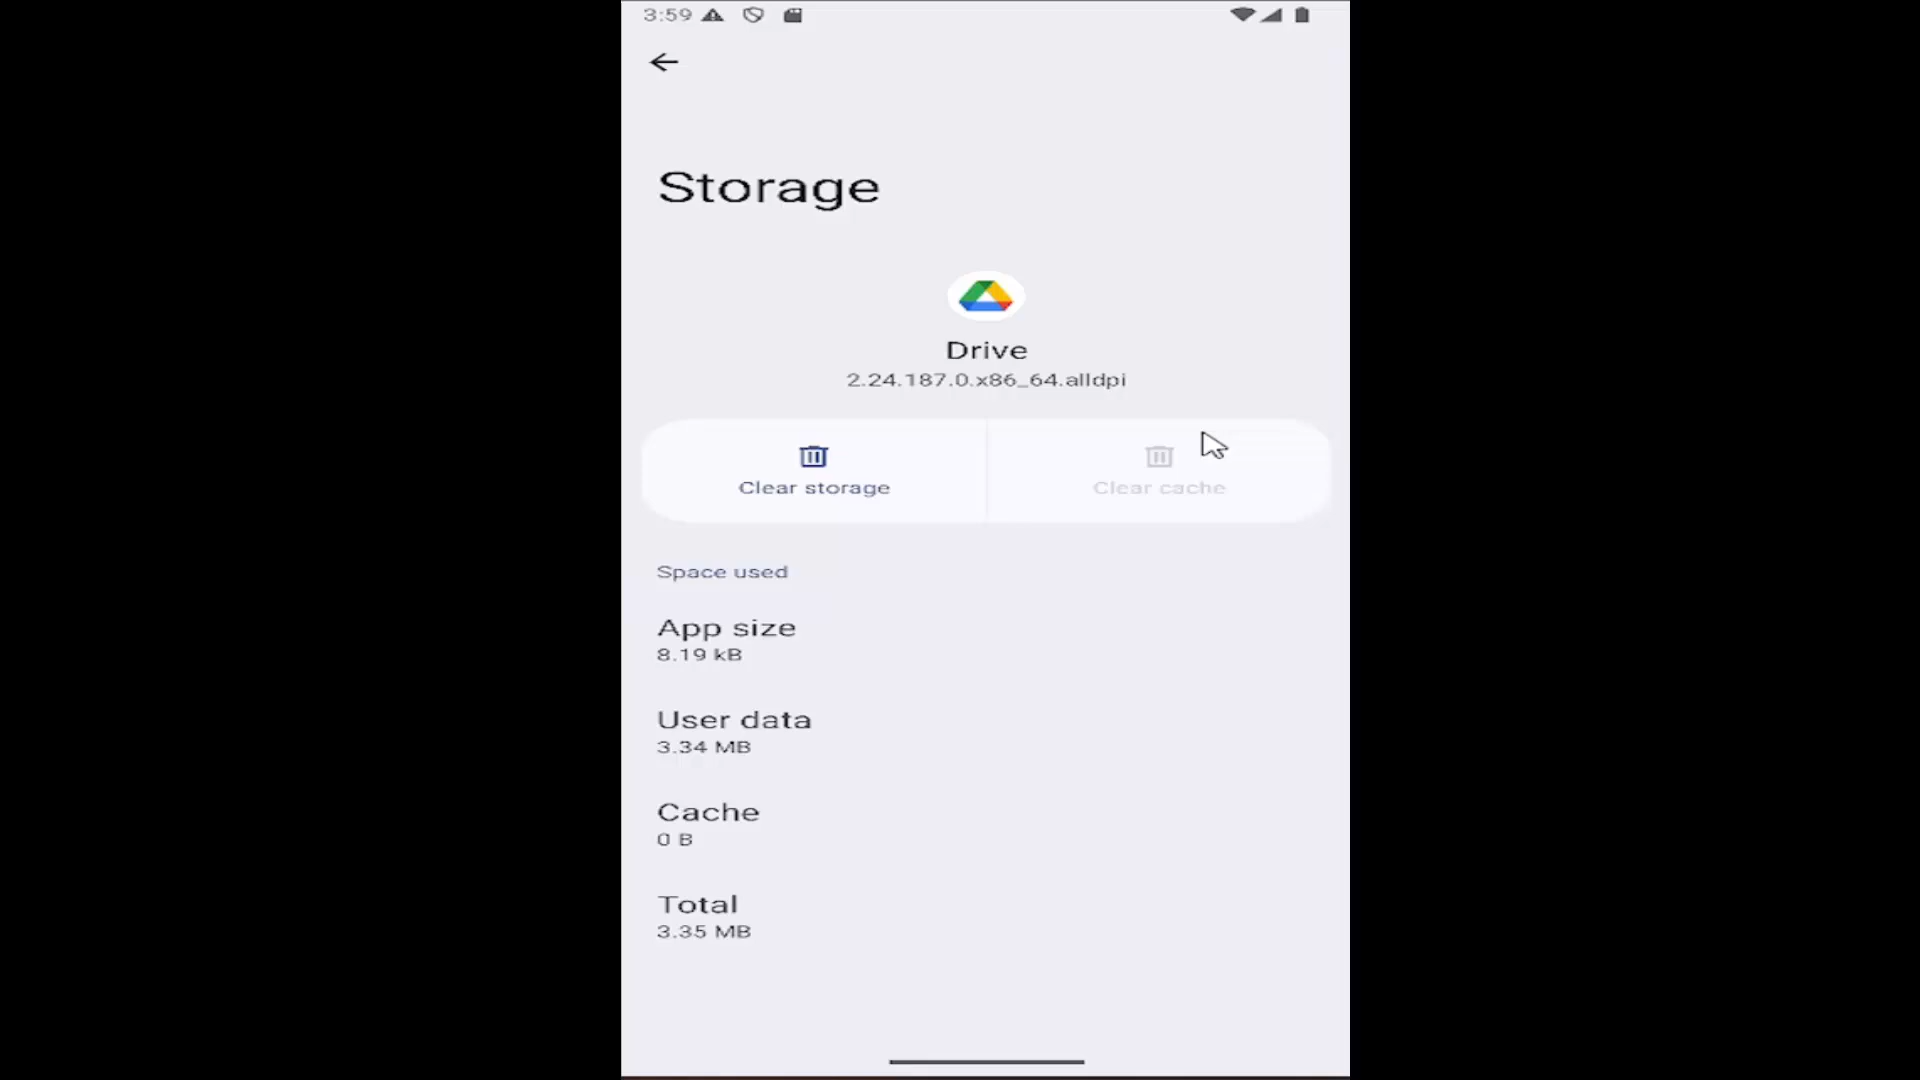 3:59
Storage
Drive
2.24.187.0.x86_64.alldpi
Clear storage
Clear cache
Space used
App size
8.19 kB
User data
3.34 MB
Cache
0 B
Total
3.35 MB